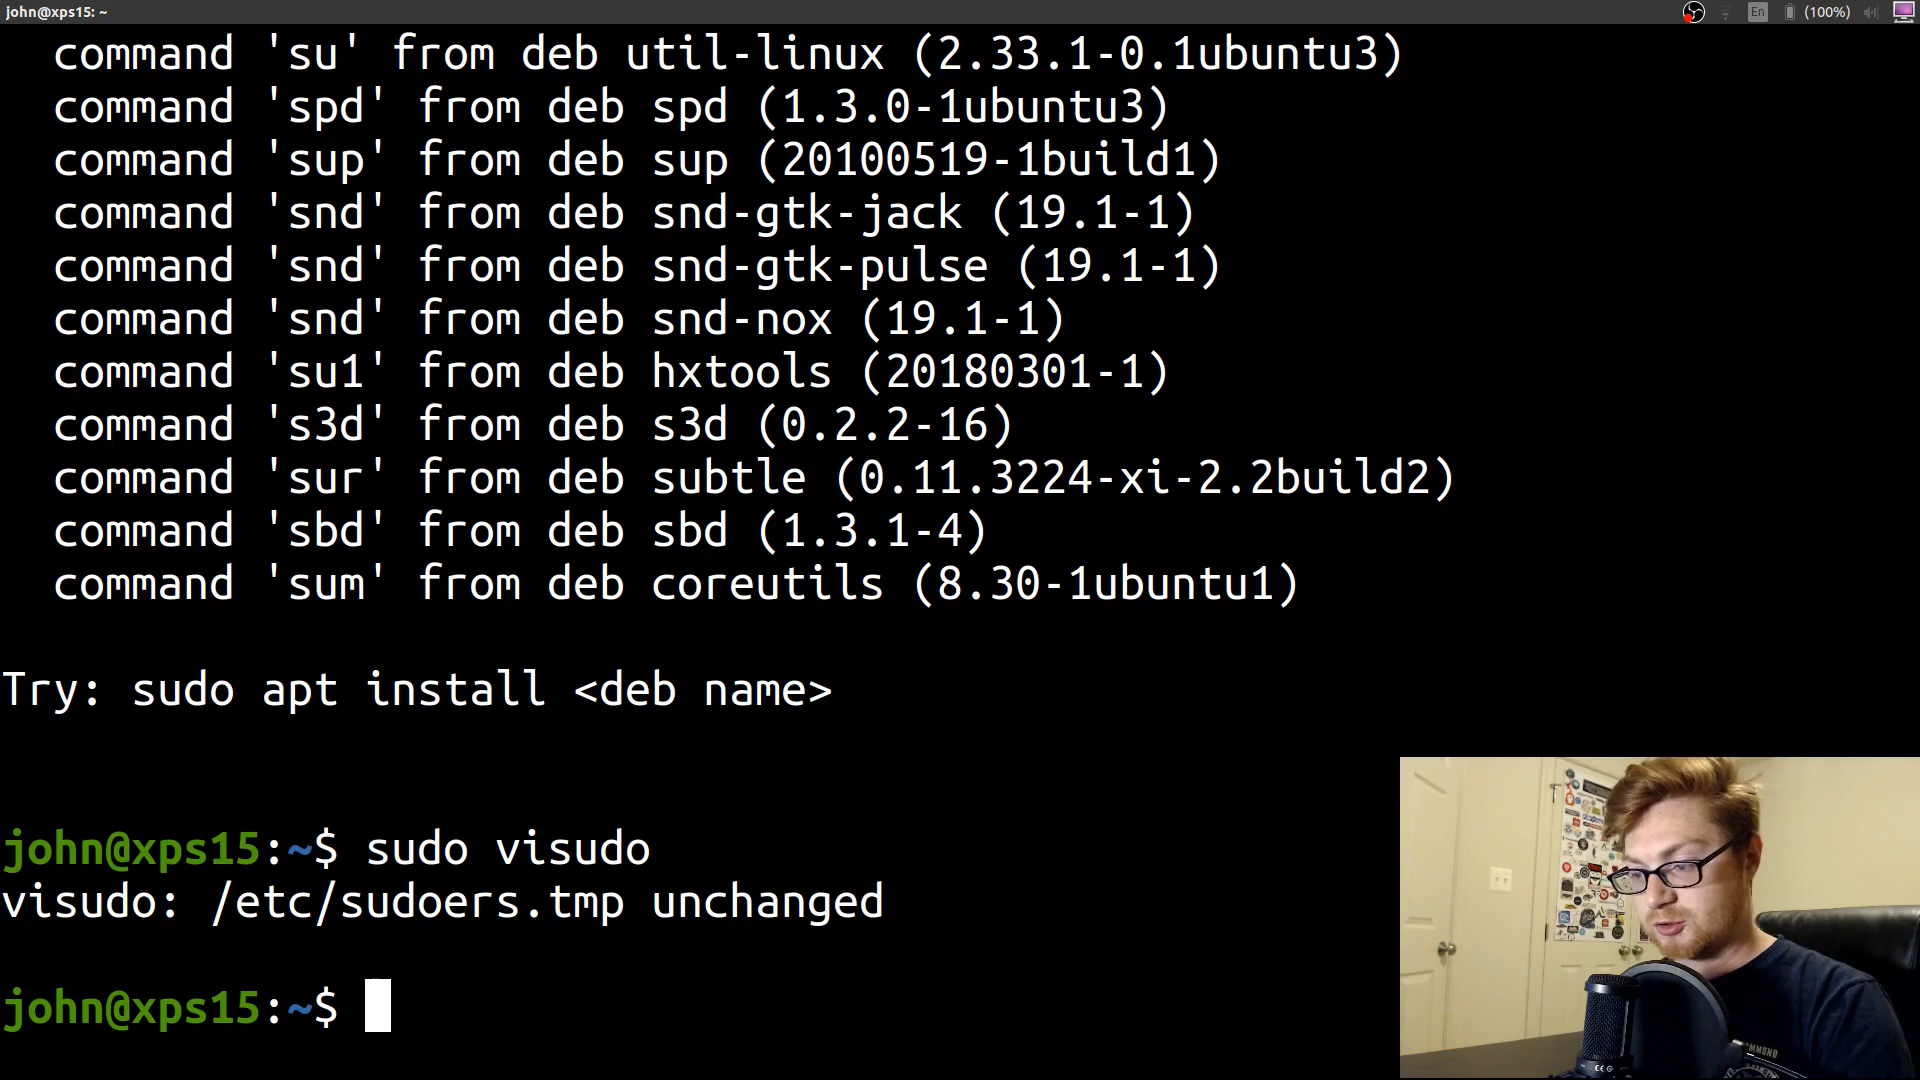 john@xps15: ~
En
(100%)
command 'su' from deb util-linux (2.33.1-0.1ubuntu3)
command 'spd' from deb spd (1.3.0-1ubuntu3)
command 'sup' from deb sup (20100519-1build1)
command 'snd' from deb snd-gtk-jack (19.1-1)
command 'snd' from deb snd-gtk-pulse (19.1-1)
command 'snd' from deb snd-nox (19.1-1)
command 'su1' from deb hxtools (20180301-1)
command 's3d' from deb s3d (0.2.2-16)
command 'sur' from deb subtle (0.11.3224-xi-2.2build2)
command 'sbd' from deb sbd (1.3.1-4)
command 'sum' from deb coreutils (8.30-1ubuntu1)
Try: sudo apt install <deb name>
john@xps15:~$ sudo visudo
visudo: /etc/sudoers.tmp unchanged
john@xps15:~$